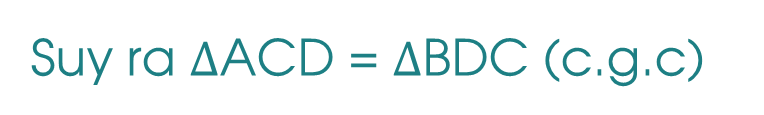 Suy ra ΔACD = ΔBDC (c.g.c)